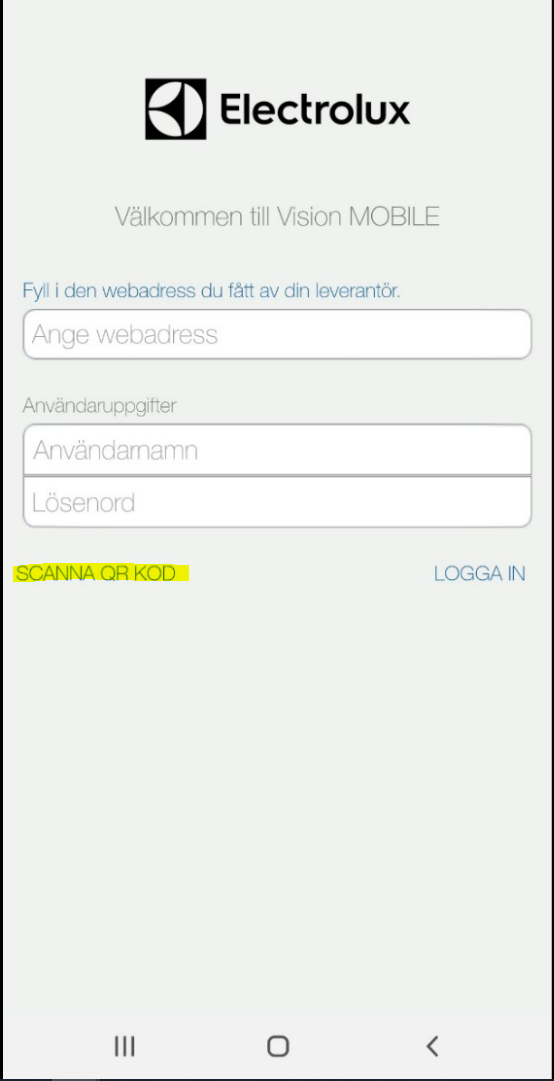 Electrolux
Välkommen till Vision MOBILE
Fyll i den webadress du fått av din leverantör.
Ange webadress
Användaruppgifter
Användarnamn
Lösenord
SCANNA QR KOD
LOGGA IN